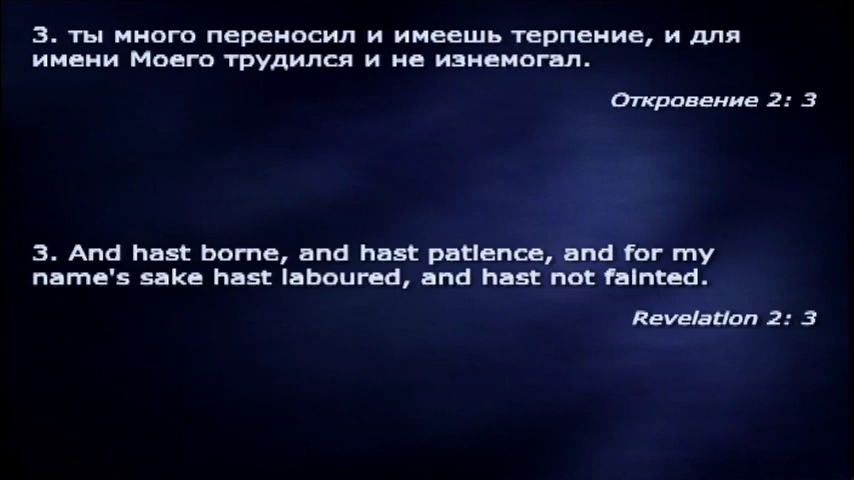 3. ты много переносил и имеешь терпение, и для
имени Моего трудился и не изнемогал.
Откровение 2: 3
3. And hast borne, and hast patience, and for my
name's sake hast laboured, and hast not fainted.
Revelation 2: 3